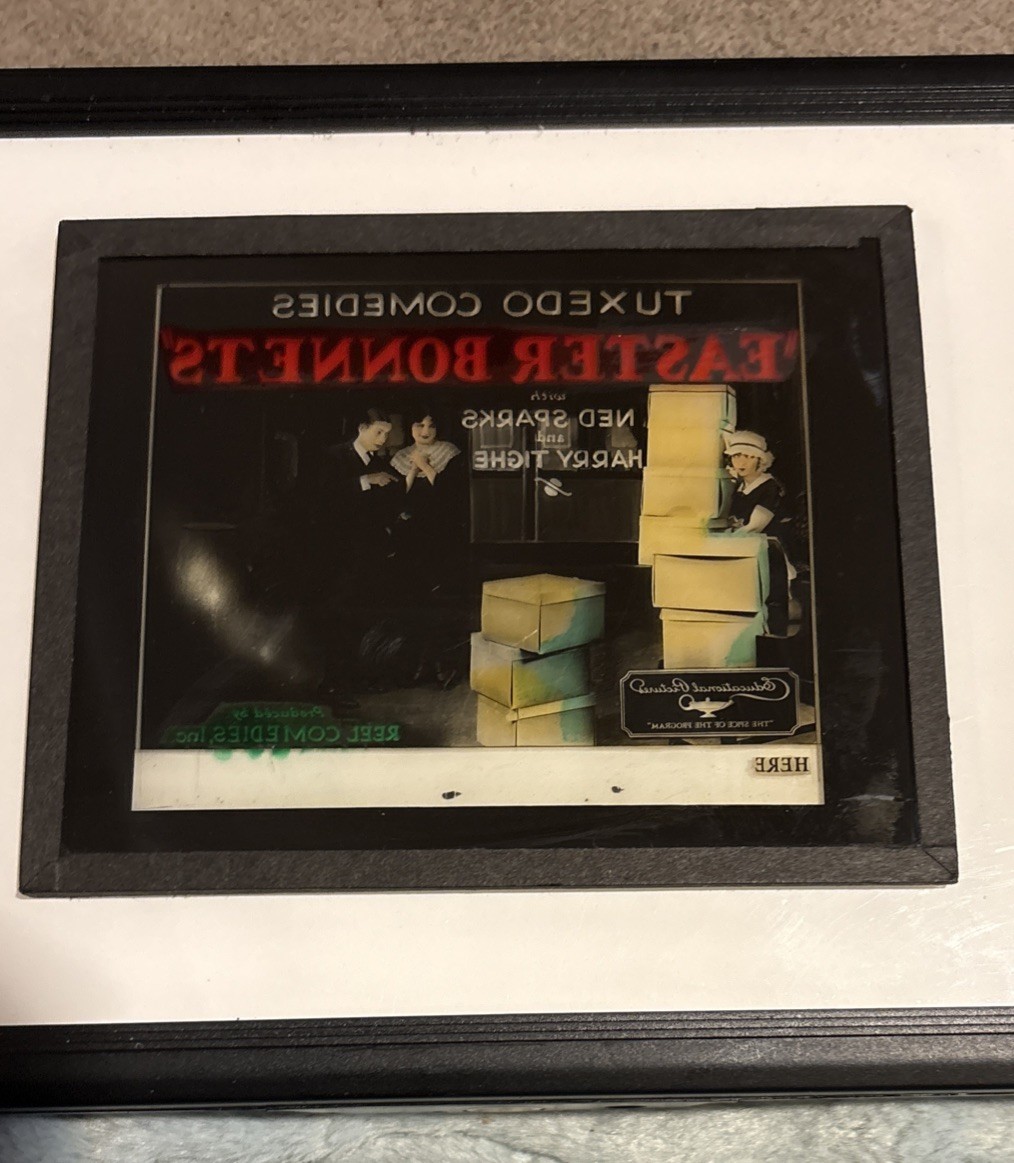 TUXEDO COMEDIES
"EASTER BONNETS"
with
NED SPARKS
and
HARRY TIGHE
Educational Pictures
"THE SPICE OF THE PROGRAM"
Produced by
REEL COMEDIES, Inc
HERE